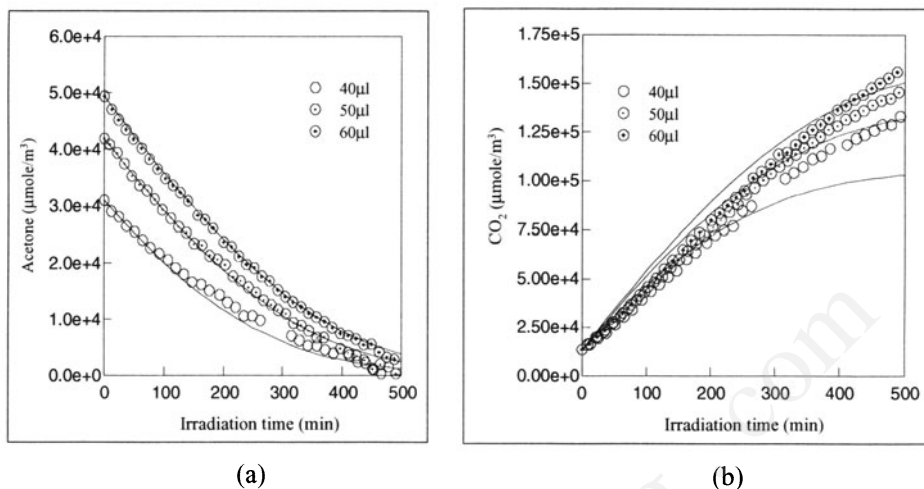 6.0e+4
5.0e+4
4.0e+4
3.0e+4
2.0e+4
1.0e+4
0.0e+0
Acetone (μmole/m³)
40μl
50μl
60μl
0 100 200 300 400 500
Irradiation time (min)
(a)
1.75e+5
1.50e+5
1.25e+5
1.00e+5
7.50e+4
5.00e+4
2.50e+4
0.00e+0
CO₂ (μmole/m³)
40μl
50μl
60μl
0 100 200 300 400 500
Irradiation time (min)
(b)
com